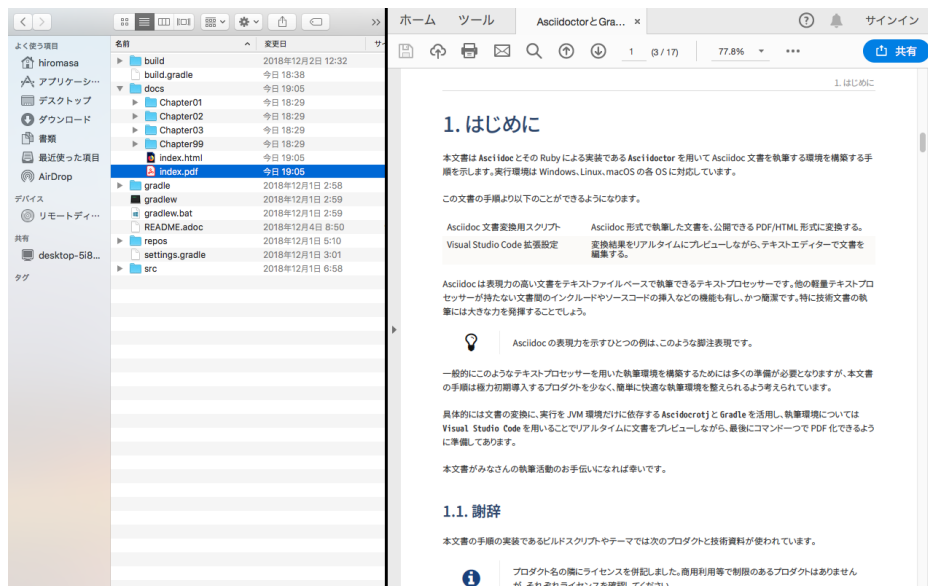 ホーム ツール AsciidoctorとGra... × サインイン
1 (3 / 17) 77.8% 共有
よく使う項目
hiromasa
アプリケーシ…
デスクトップ
ダウンロード
書類
最近使った項目
AirDrop
デバイス
リモートディ…
共有
desktop-5i8...
タグ
名前 変更日 サ
build 2018年12月2日 12:32
build.gradle 今日 18:38
docs 今日 19:05
Chapter01 今日 18:29
Chapter02 今日 18:29
Chapter03 今日 18:29
Chapter99 今日 18:29
index.html 今日 19:05
index.pdf 今日 19:05
gradle 2018年12月1日 2:58
gradlew 2018年12月1日 2:59
gradlew.bat 2018年12月1日 2:59
README.adoc 2018年12月4日 8:50
repos 2018年12月1日 5:10
settings.gradle 2018年12月1日 3:01
src 2018年12月1日 6:58
1. はじめに
1. はじめに
本文書は Asciidoc とその Ruby による実装である Asciidoctor を用いて Asciidoc 文書を執筆する環境を構築する手
順を示します。実行環境は Windows、Linux、macOS の各 OS に対応しています。
この文書の手順より以下のことができるようになります。
Asciidoc 文書変換用スクリプト Asciidoc 形式で執筆した文書を、公開できる PDF/HTML 形式に変換する。
Visual Studio Code 拡張設定 変換結果をリアルタイムにプレビューしながら、テキストエディターで文書を
編集する。
Asciidoc は表現力の高い文書をテキストファイルベースで執筆できるテキストプロセッサーです。他の軽量テキストプロ
セッサーが持たない文書間のインクルードやソースコードの挿入などの機能も有し、かつ簡潔です。特に技術文書の執
筆には大きな力を発揮することでしょう。
Asciidoc の表現力を示すひとつの例は、このような脚注表現です。
一般的にこのようなテキストプロセッサーを用いた執筆環境を構築するためには多くの準備が必要となりますが、本文書
の手順は極力初期導入するプロダクトを少なく、簡単に快適な執筆環境を整えられるよう考えられています。
具体的には文書の変換に、実行を JVM 環境だけに依存する Asciidocrotj と Gradle を活用し、執筆環境については
Visual Studio Code を用いることでリアルタイムに文書をプレビューしながら、最後にコマンド一つで PDF 化できるよう
に準備してあります。
本文書がみなさんの執筆活動のお手伝いになれば幸いです。
1.1. 謝辞
本文書の手順の実装であるビルドスクリプトやテーマでは次のプロダクトと技術資料が使われています。
プロダクト名の隣にライセンスを併記しました。商用利用等で制限のあるプロダクトはありません
が、それぞれライセンスを確認してください